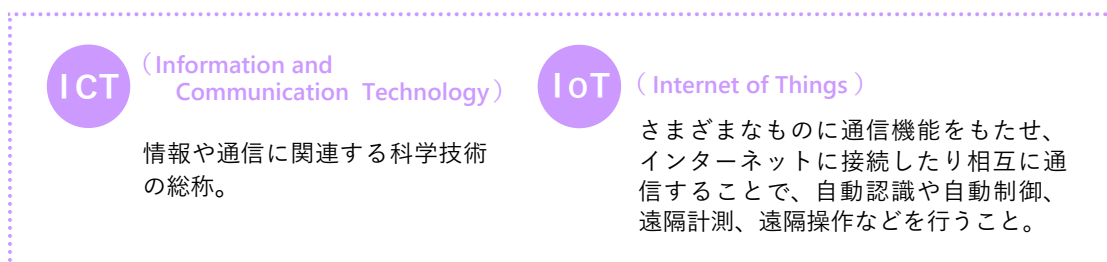 ICT
（Information and
Communication Technology）
情報や通信に関連する科学技術
の総称。
IoT
（Internet of Things）
さまざまなものに通信機能をもたせ、
インターネットに接続したり相互に通
信することで、自動認識や自動制御、
遠隔計測、遠隔操作などを行うこと。